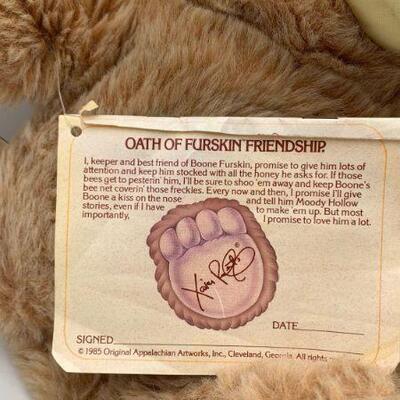 OATH OF FURSKIN FRIENDSHIP
I, keeper and best friend of Boone Furskin, promise to give him lots of
attention and keep him stocked with all the honey he asks for. If those
bees get to pesterin' him, I'll be sure to shoo 'em away and keep Boone's
bee net coverin' those freckles. Every now and then, I promise I'll give
Boone a kiss on the nose and tell him Moody Hollow
stories, even if I have to make 'em up. But most
importantly, I promise to love him a lot.
Xavier Roberts
DATE
SIGNED
© 1985 Original Appalachian Artworks, Inc., Cleveland, Georgia. All rights